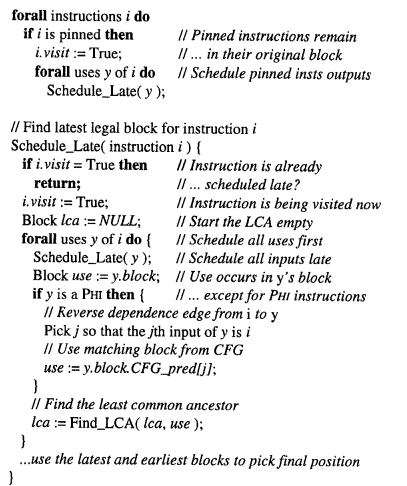 forall instructions i do
if i is pinned then // Pinned instructions remain
i.visit := True; // ... in their original block
forall uses y of i do // Schedule pinned insts outputs
Schedule_Late( y );
// Find latest legal block for instruction i
Schedule_Late( instruction i ) {
if i.visit = True then // Instruction is already
return; // ... scheduled late?
i.visit := True; // Instruction is being visited now
Block lca := NULL; // Start the LCA empty
forall uses y of i do { // Schedule all uses first
Schedule_Late( y ); // Schedule all inputs late
Block use := y.block; // Use occurs in y's block
if y is a PHI then { // ... except for PHI instructions
// Reverse dependence edge from i to y
Pick j so that the jth input of y is i
// Use matching block from CFG
use := y.block.CFG_pred[j];
}
// Find the least common ancestor
lca := Find_LCA( lca, use );
}
...use the latest and earliest blocks to pick final position
}